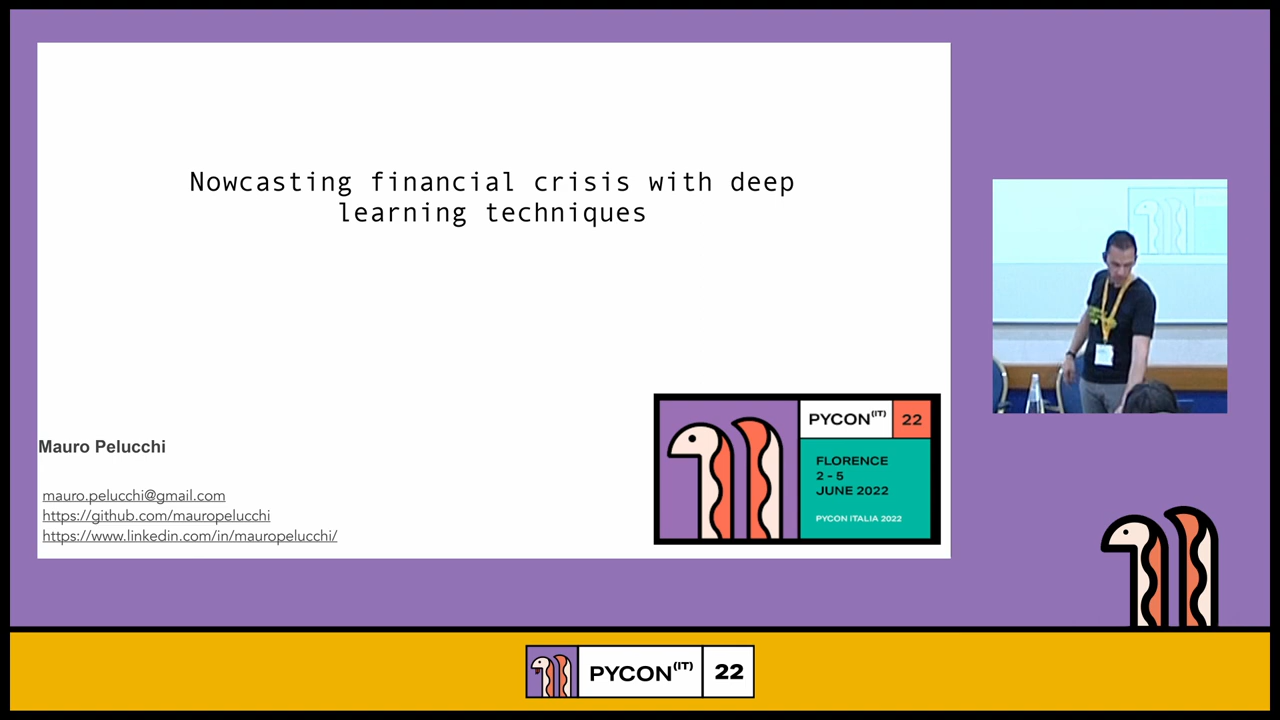 Nowcasting financial crisis with deep
learning techniques
Mauro Pelucchi
mauro.pelucchi@gmail.com
https://github.com/mauropelucchi
https://www.linkedin.com/in/mauropelucchi/
PYCON(IT) 22
FLORENCE
2 - 5
JUNE 2022
PYCON ITALIA 2022
PYCON(IT) 22